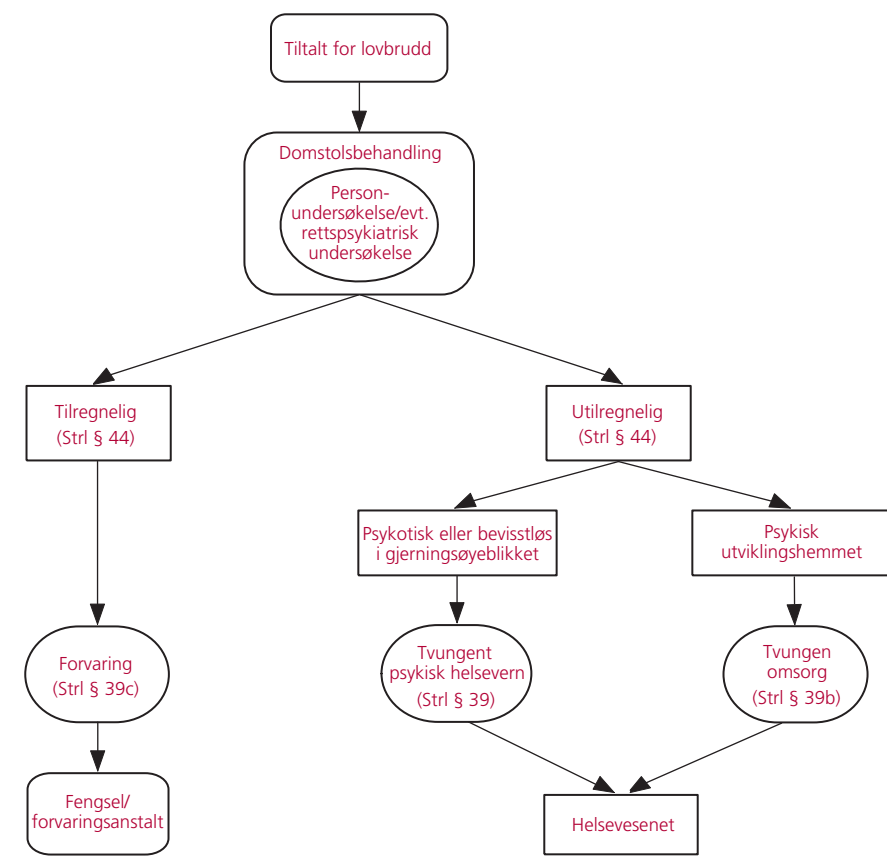 Tiltalt for lovbrudd
Domstolsbehandling
Person-
undersøkelse/evt.
rettspsykiatrisk
undersøkelse
Tilregnelig
(Strl § 44)
Utilregnelig
(Strl § 44)
Psykotisk eller bevisstløs
i gjerningsøyeblikket
Psykisk
utviklingshemmet
Forvaring
(Strl § 39c)
Tvungent
psykisk helsevern
(Strl § 39)
Tvungen
omsorg
(Strl § 39b)
Fengsel/
forvaringsanstalt
Helsevesenet